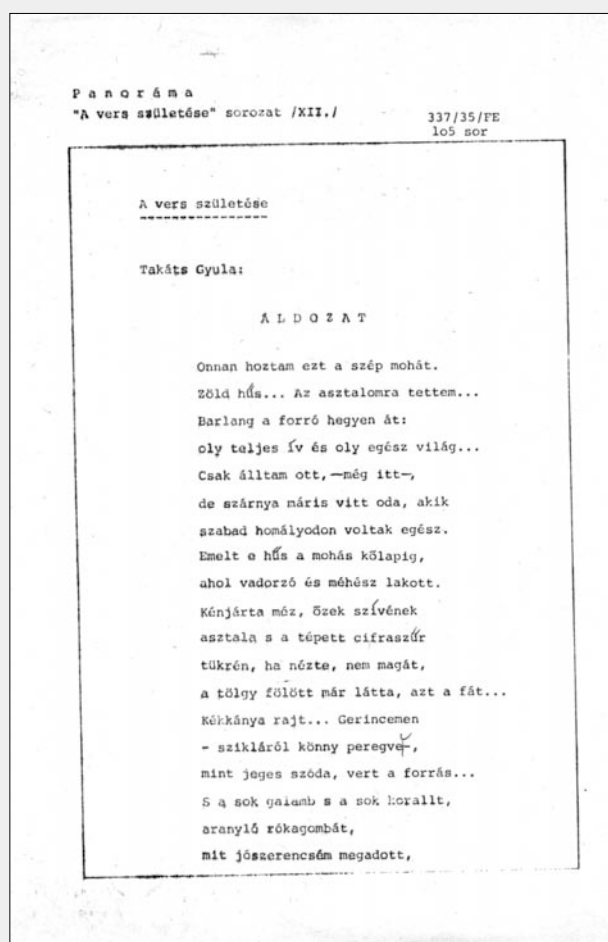 P a n o r á m a
"A vers születése" sorozat /XII./
337/35/FE
lo5 sor
A vers születése
----------------
Takáts Gyula:
Á L D O Z A T
Onnan hoztam ezt a szép mohát.
Zöld hűs... Az asztalomra tettem...
Barlang a forró hegyen át:
oly teljes ív és oly egész világ...
Csak álltam ott,—még itt—,
de szárnya máris vitt oda, akik
szabad homályodon voltak egész.
Emelt e hűs a mohás kőlapig,
ahol vadorzó és méhész lakott.
Kénjárta méz, őzek szívének
asztala s a tépett cifraszűr
tükrén, ha nézte, nem magát,
a tölgy fölött már látta, azt a fát...
Kékkánya rajt... Gerincemen
- szikláról könny peregve-,
mint jeges szóda, vert a forrás...
S a sok galamb s a sok korallt,
aranyló rókagombát,
mit jószerencsém megadott,